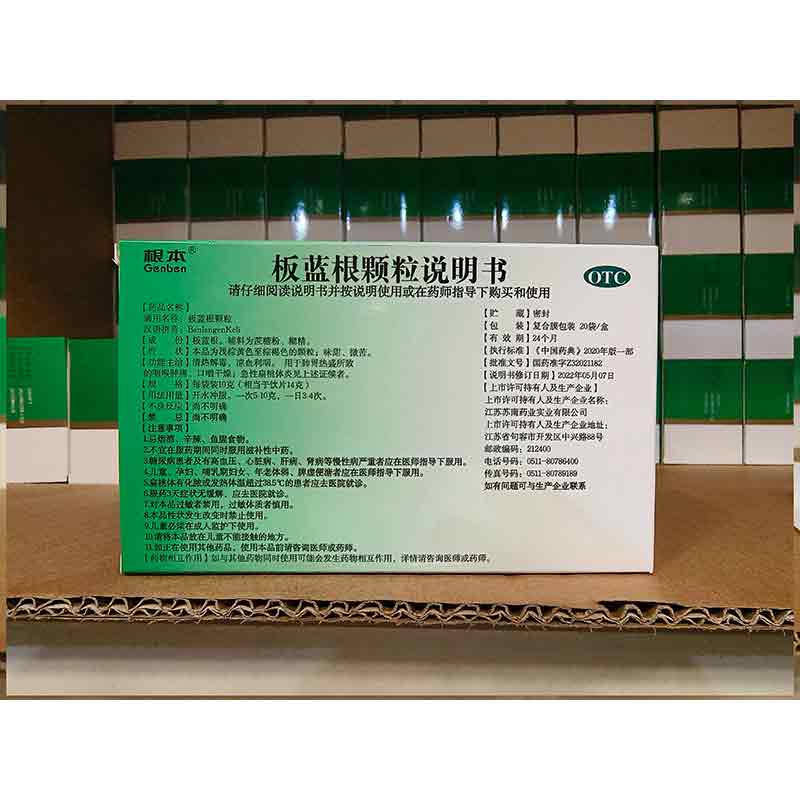 根本®
Genben
板蓝根颗粒说明书
OTC
请仔细阅读说明书并按说明使用或在药师指导下购买和使用
【药品名称】
通用名称：板蓝根颗粒
汉语拼音：BanlangenKeli
【成 份】板蓝根。辅料为蔗糖粉、糊精。
【性 状】本品为浅棕黄色至棕褐色的颗粒；味甜、微苦。
【功能主治】清热解毒，凉血利咽。用于肺胃热盛所致
的咽喉肿痛、口咽干燥；急性扁桃体炎见上述证候者。
【规 格】每袋装10克（相当于饮片14克）
【用法用量】开水冲服。一次5-10克，一日3-4次。
【不良反应】尚不明确
【禁 忌】尚不明确
【注意事项】
1.忌烟酒、辛辣、鱼腥食物。
2.不宜在服药期间同时服用滋补性中药。
3.糖尿病患者及有高血压、心脏病、肝病、肾病等慢性病严重者应在医师指导下服用。
4.儿童、孕妇、哺乳期妇女、年老体弱、脾虚便溏者应在医师指导下服用。
5.扁桃体有化脓或发热体温超过38.5℃的患者应去医院就诊。
6.服药3天症状无缓解，应去医院就诊。
7.对本品过敏者禁用，过敏体质者慎用。
8.本品性状发生改变时禁止使用。
9.儿童必须在成人监护下使用。
10.请将本品放在儿童不能接触的地方。
11.如正在使用其他药品，使用本品前请咨询医师或药师。
【药物相互作用】如与其他药物同时使用可能会发生药物相互作用，详情请咨询医师或药师。
【贮 藏】密封
【包 装】复合膜包装 20袋/盒
【有 效 期】24个月
【执行标准】《中国药典》2020年版一部
【批准文号】国药准字Z32021182
【说明书修订日期】2022年05月07日
【上市许可持有人及生产企业】
上市许可持有人及生产企业名称：
江苏苏南药业实业有限公司
上市许可持有人及生产企业地址：
江苏省句容市开发区中兴路88号
邮政编码：212400
电话号码：0511-80786400
传真号码：0511-80789189
如有问题可与生产企业联系